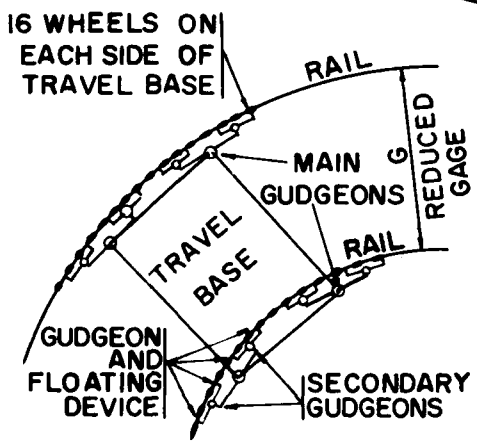 16 WHEELS ON
EACH SIDE OF
TRAVEL BASE
RAIL
MAIN
GUDGEONS
G
REDUCED
GAGE
RAIL
TRAVEL
BASE
GUDGEON
AND
FLOATING
DEVICE
SECONDARY
GUDGEONS